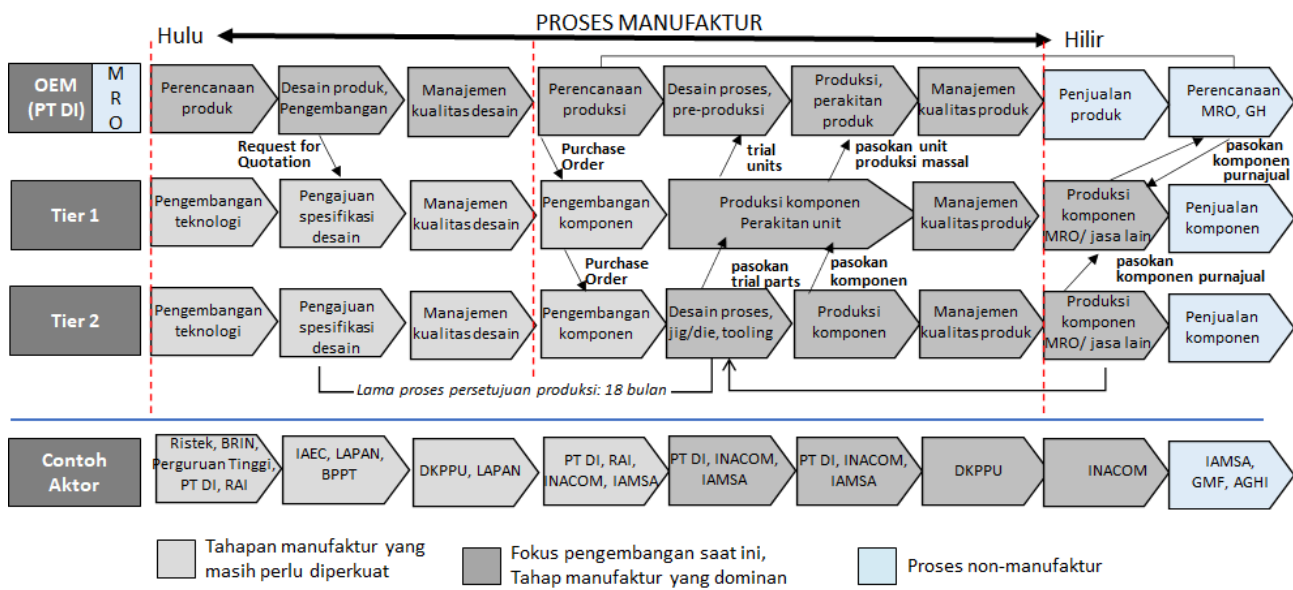 PROSES MANUFAKTUR
Hulu
Hilir
OEM
(PT DI)
M
R
O
Perencanaan
produk
Desain produk,
Pengembangan
Manajemen
kualitas desain
Perencanaan
produksi
Desain proses,
pre-produksi
Produksi,
perakitan
produk
Manajemen
kualitas produk
Penjualan
produk
Perencanaan
MRO, GH
Request for
Quotation
Purchase
Order
trial
units
pasokan unit
produksi massal
pasokan
komponen
purnajual
Tier 1
Pengembangan
teknologi
Pengajuan
spesifikasi
desain
Manajemen
kualitas desain
Pengembangan
komponen
Produksi komponen
Perakitan unit
Manajemen
kualitas produk
Produksi
komponen
MRO/ jasa lain
Penjualan
komponen
Purchase
Order
pasokan
trial parts
pasokan
komponen
pasokan
komponen purnajual
Tier 2
Pengembangan
teknologi
Pengajuan
spesifikasi
desain
Manajemen
kualitas desain
Pengembangan
komponen
Desain proses,
jig/die, tooling
Produksi
komponen
Manajemen
kualitas produk
Produksi
komponen
MRO/ jasa lain
Penjualan
komponen
Lama proses persetujuan produksi: 18 bulan
Contoh
Aktor
Ristek, BRIN,
Perguruan Tinggi,
PT DI, RAI
IAEC, LAPAN,
BPPT
DKPPU, LAPAN
PT DI, RAI,
INACOM, IAMSA
PT DI, INACOM,
IAMSA
PT DI, INACOM,
IAMSA
DKPPU
INACOM
IAMSA,
GMF, AGHI
Tahapan manufaktur yang
masih perlu diperkuat
Fokus pengembangan saat ini,
Tahap manufaktur yang dominan
Proses non-manufaktur